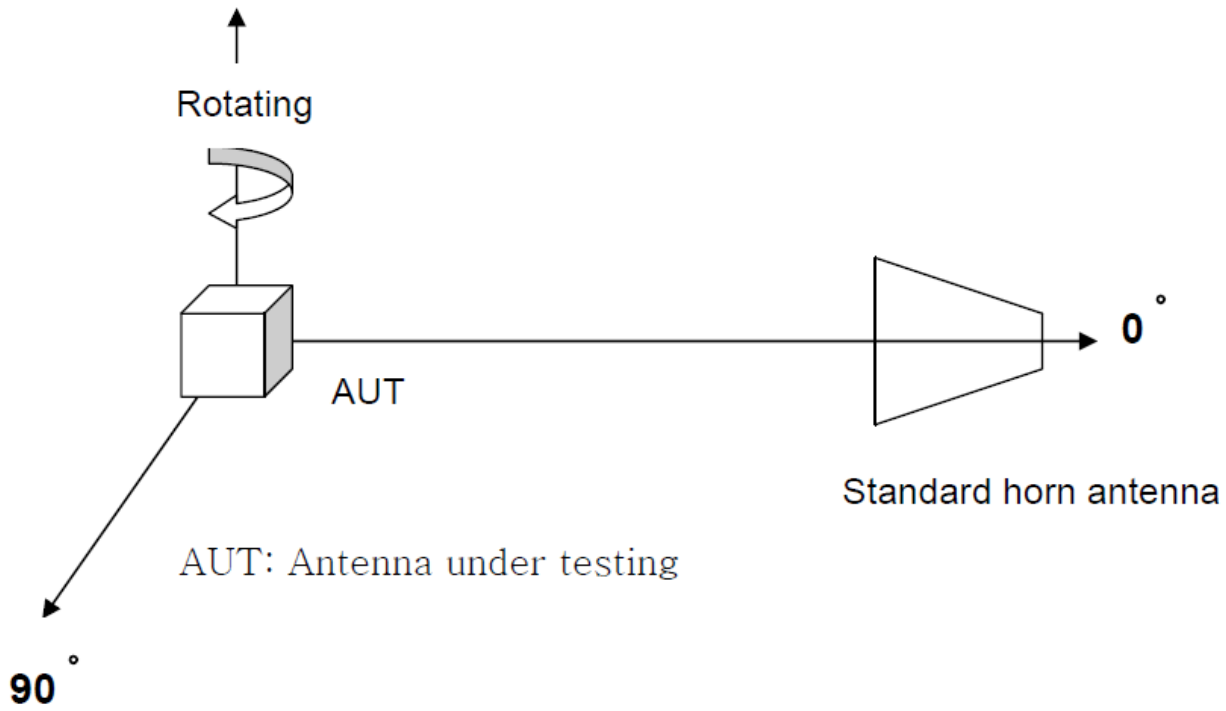 Rotating
0°
AUT
Standard horn antenna
AUT: Antenna under testing
90°